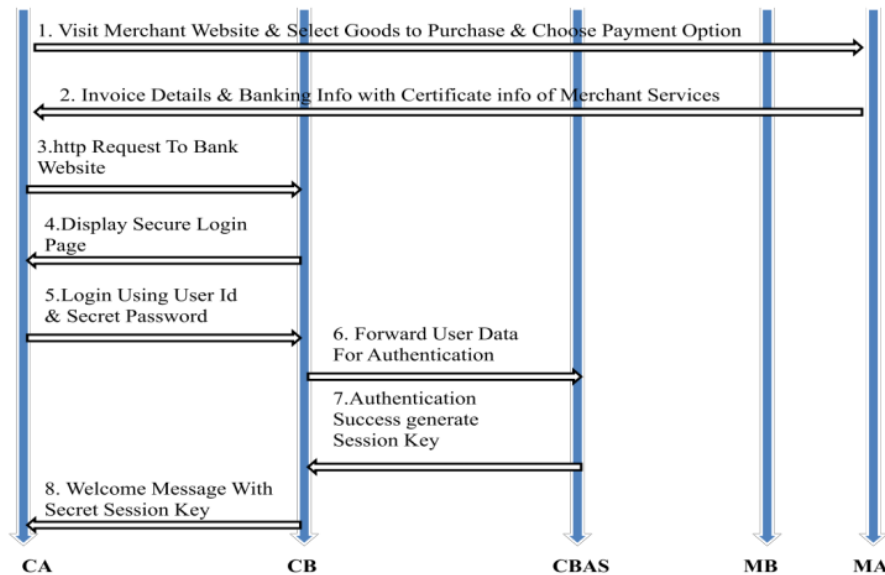 1. Visit Merchant Website & Select Goods to Purchase & Choose Payment Option
2. Invoice Details & Banking Info with Certificate info of Merchant Services
3.http Request To Bank
Website
4.Display Secure Login
Page
5.Login Using User Id
& Secret Password
6. Forward User Data
For Authentication
7.Authentication
Success generate
Session Key
8. Welcome Message With
Secret Session Key
CA CB CBAS MB MA